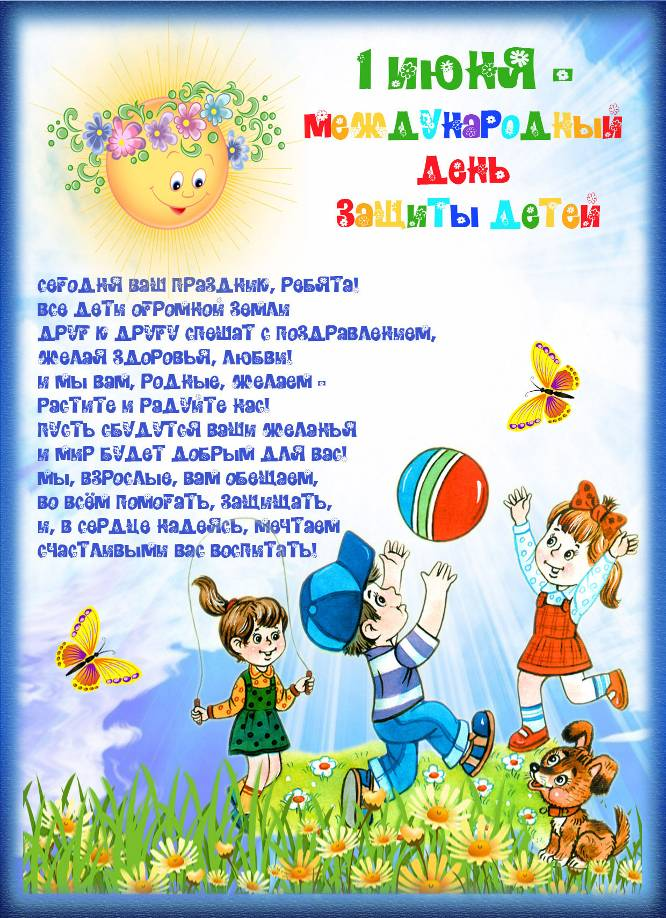 1 июня -
Международный
День
Защиты детей
Сегодня ваш праздник, ребята!
Все дети огромной Земли
Друг к другу спешат с поздравлением,
Желая здоровья, любви!
И мы вам, родные, желаем -
Растите и радуйте нас!
Пусть сбудутся ваши желанья
И мир будет добрым для вас!
Мы, взрослые, вам обещаем,
Во всём помогать, защищать,
И, в сердце надеясь, мечтаем
Счастливыми вас воспитать!